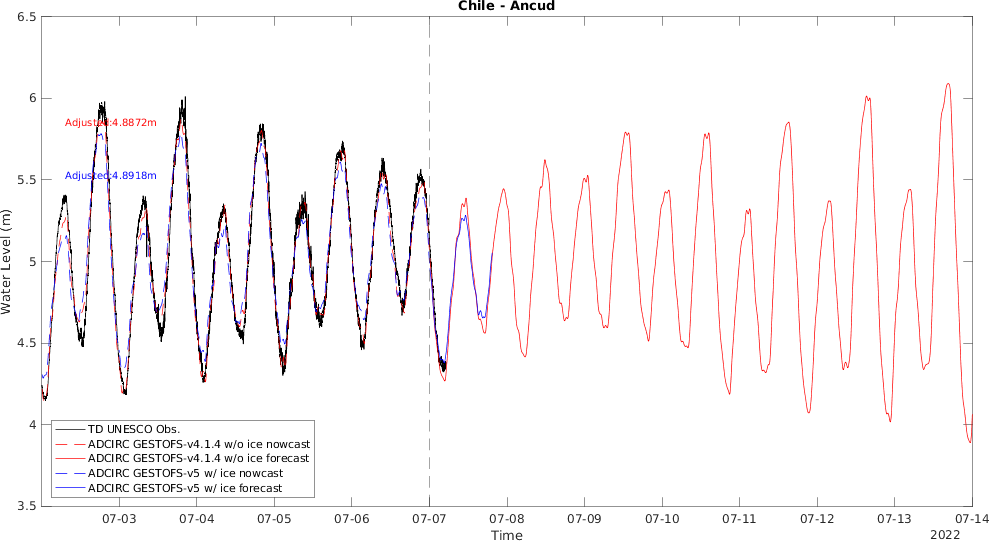 Chile - Ancud
6.5
6
5.5
5
4.5
4
3.5
Water Level (m)
Adjusted:4.8872m
Adjusted:4.8918m
TD UNESCO Obs.
ADCIRC GESTOFS-v4.1.4 w/o ice nowcast
ADCIRC GESTOFS-v4.1.4 w/o ice forecast
ADCIRC GESTOFS-v5 w/ ice nowcast
ADCIRC GESTOFS-v5 w/ ice forecast
07-03 07-04 07-05 07-06 07-07 07-08 07-09 07-10 07-11 07-12 07-13 07-14
Time
2022